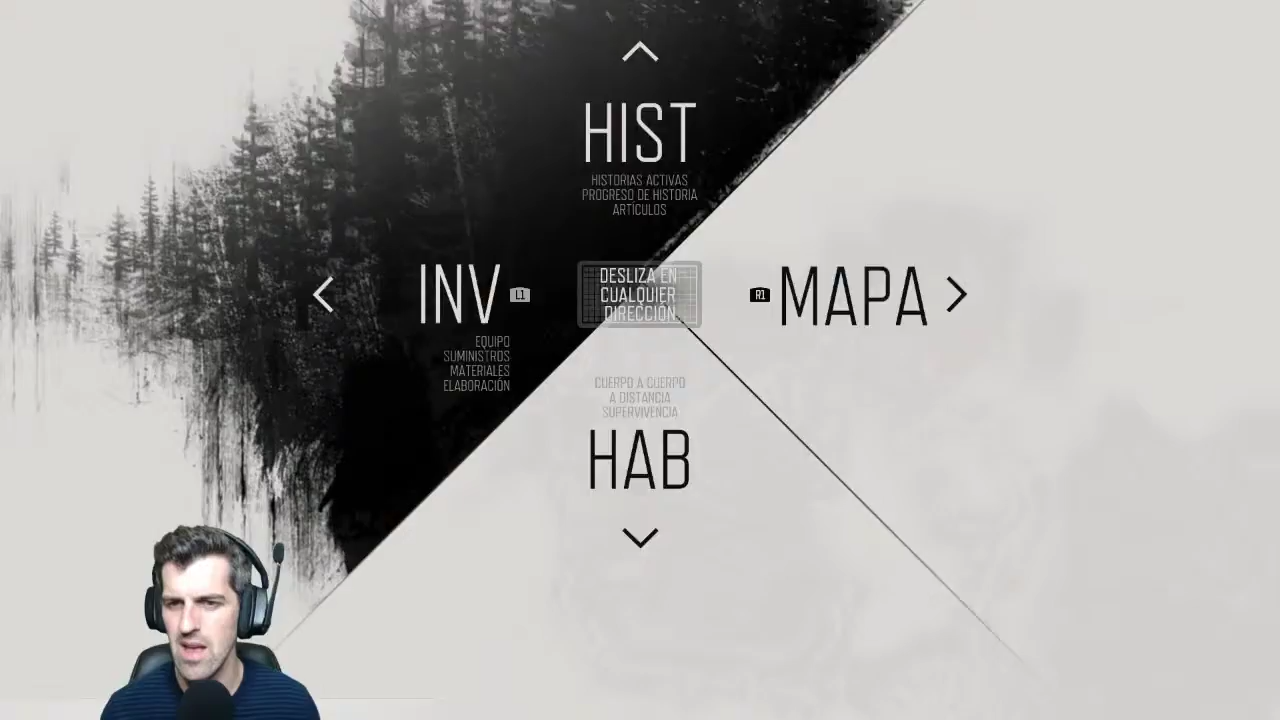 HIST
HISTORIAS ACTIVAS
PROGRESO DE HISTORIA
ARTÍCULOS
INV L1
EQUIPO
SUMINISTROS
MATERIALES
ELABORACIÓN
DESLIZA EN
CUALQUIER
DIRECCIÓN.
R1 MAPA
CUERPO A CUERPO
A DISTANCIA
SUPERVIVENCIA
HAB